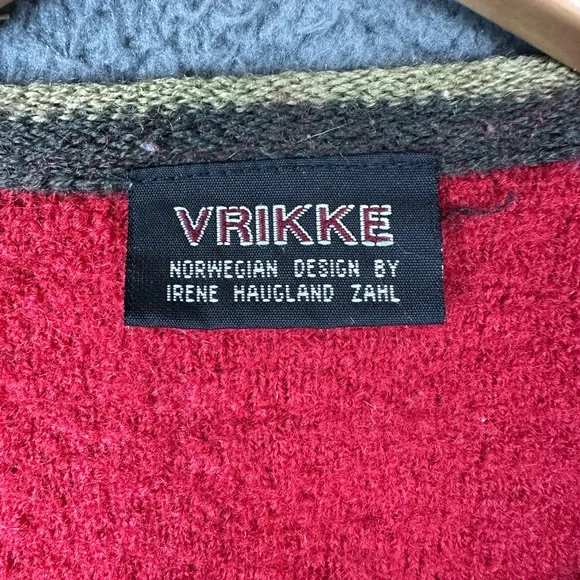 VRIKKE
NORWEGIAN DESIGN BY
IRENE HAUGLAND ZAHL